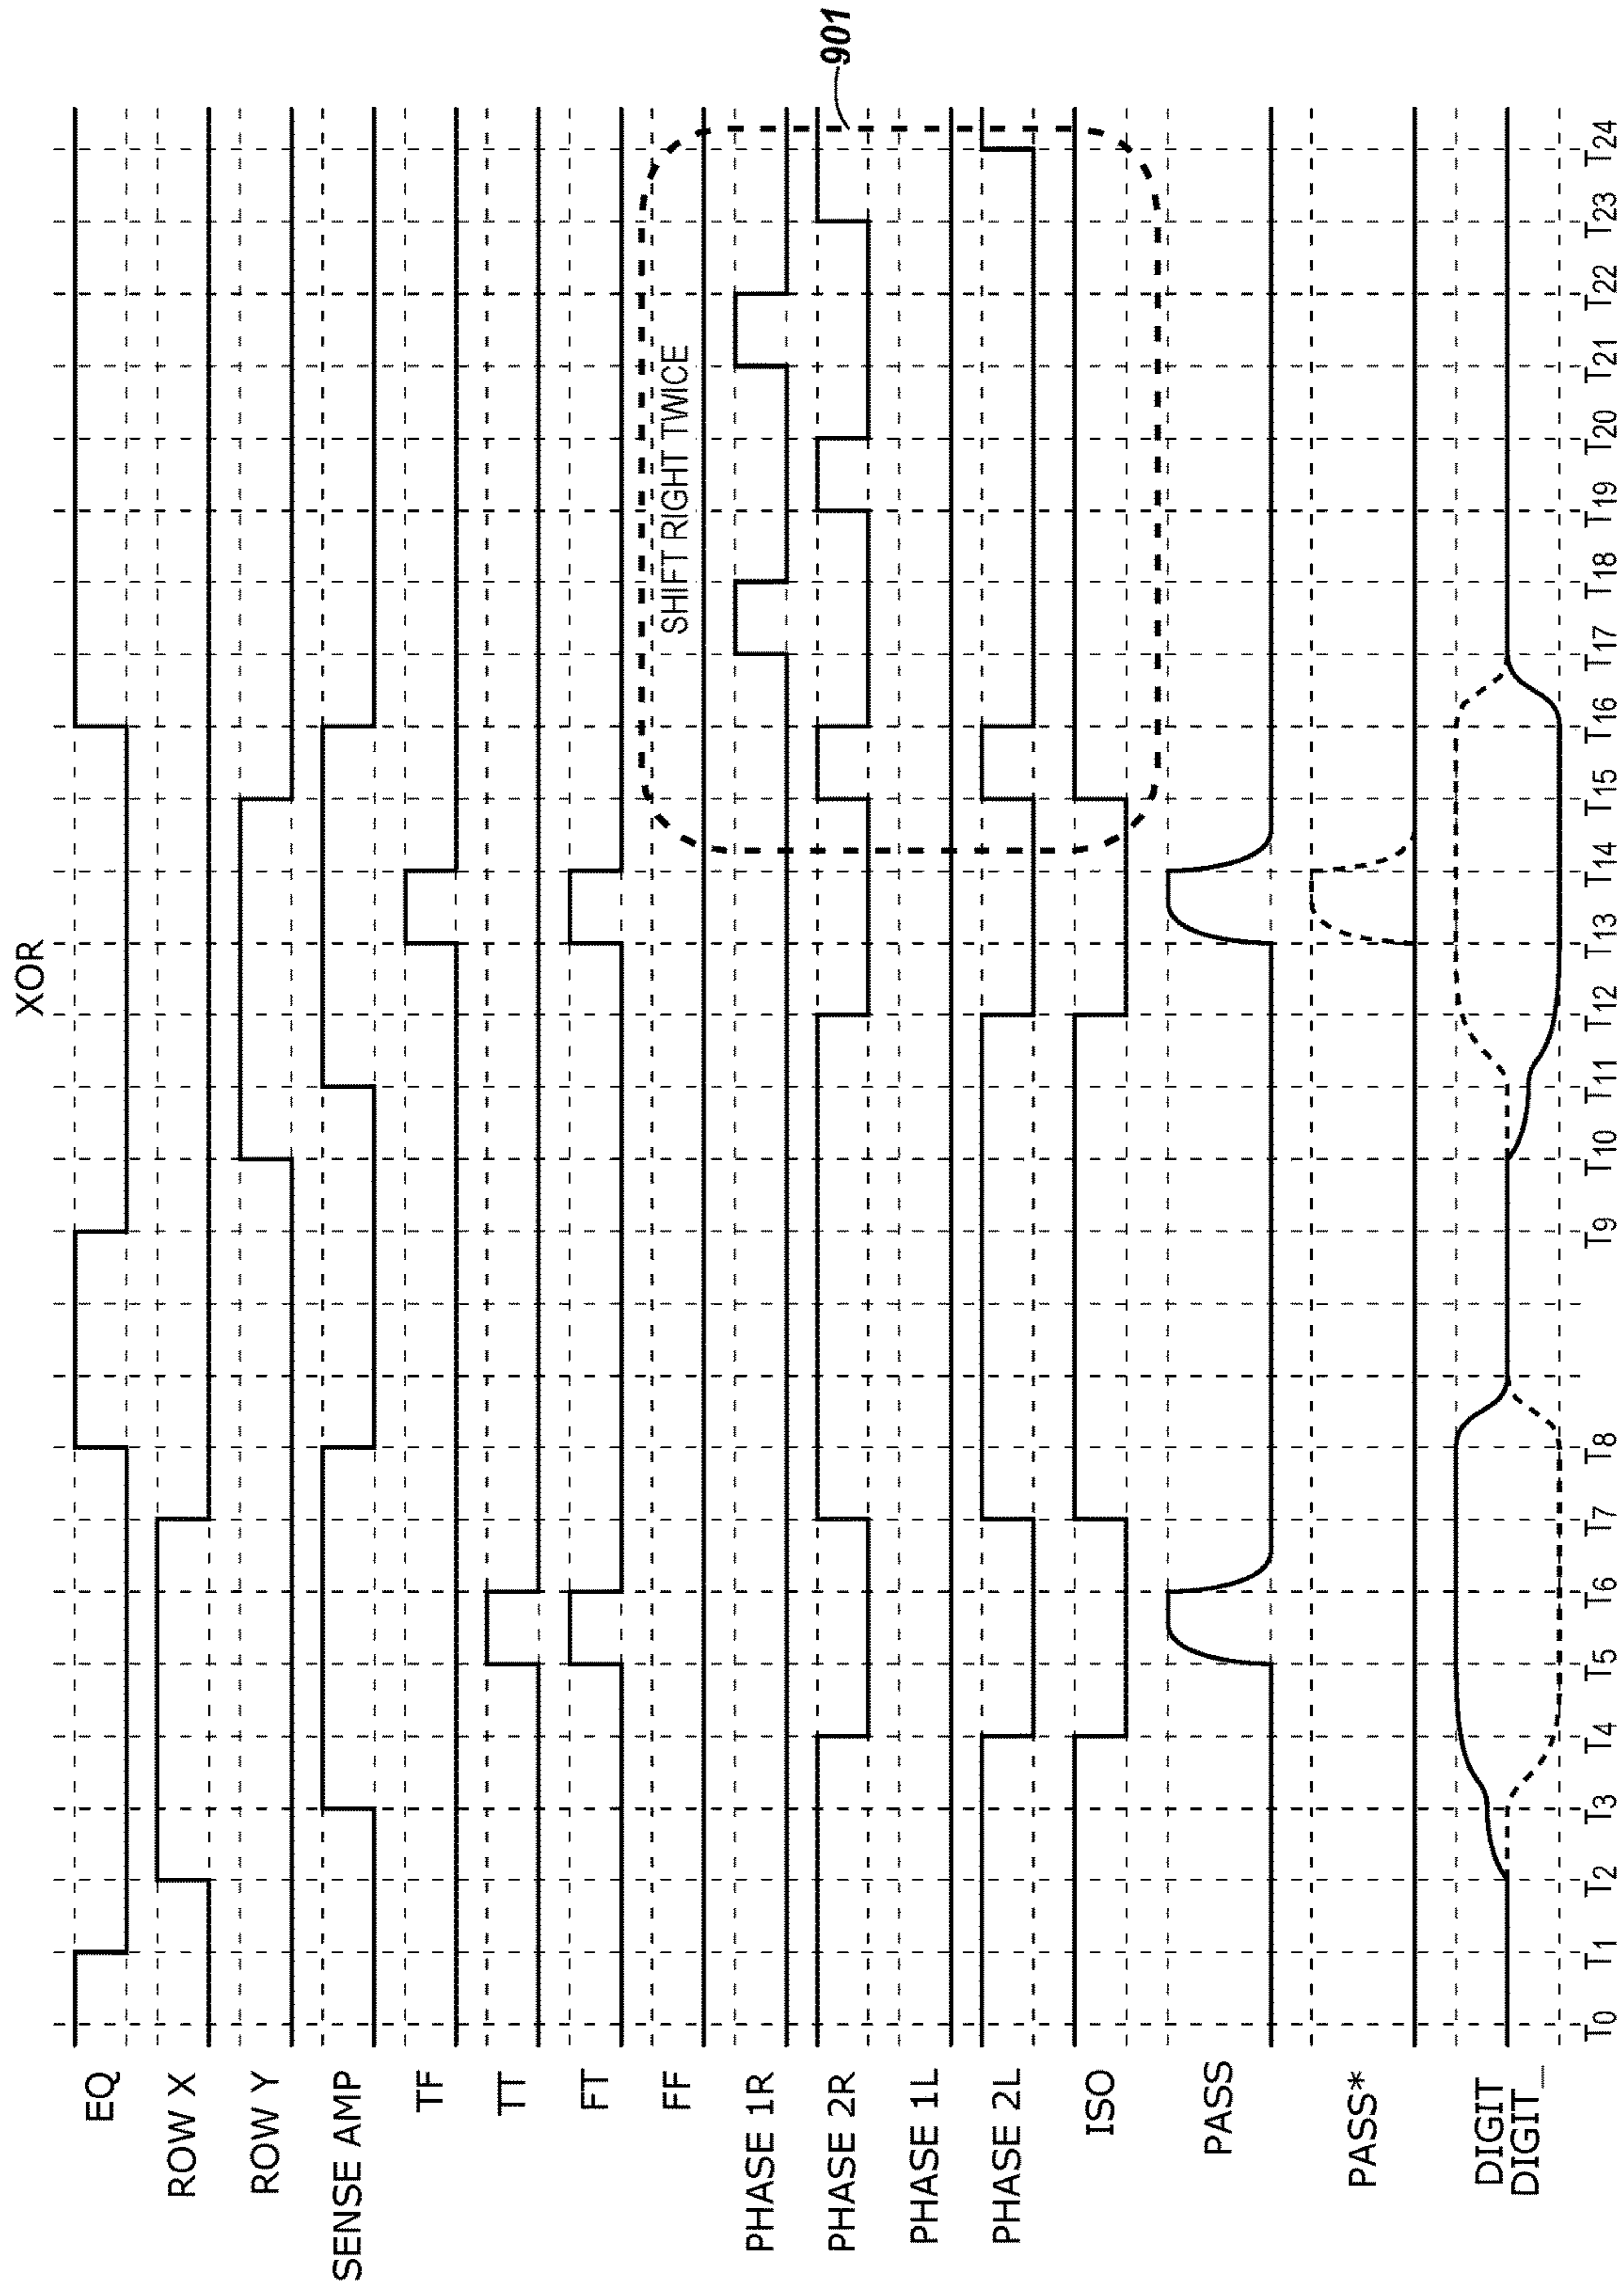 XOR
EQ
ROW X
ROW Y
SENSE AMP
TF
TT
FT
FF
SHIFT RIGHT TWICE
PHASE 1R
PHASE 2R
PHASE 1L
PHASE 2L
ISO
PASS
PASS*
DIGIT
DIGIT_
T0 T1 T2 T3 T4 T5 T6 T7 T8 T9 T10 T11 T12 T13 T14 T15 T16 T17 T18 T19 T20 T21 T22 T23 T24
901